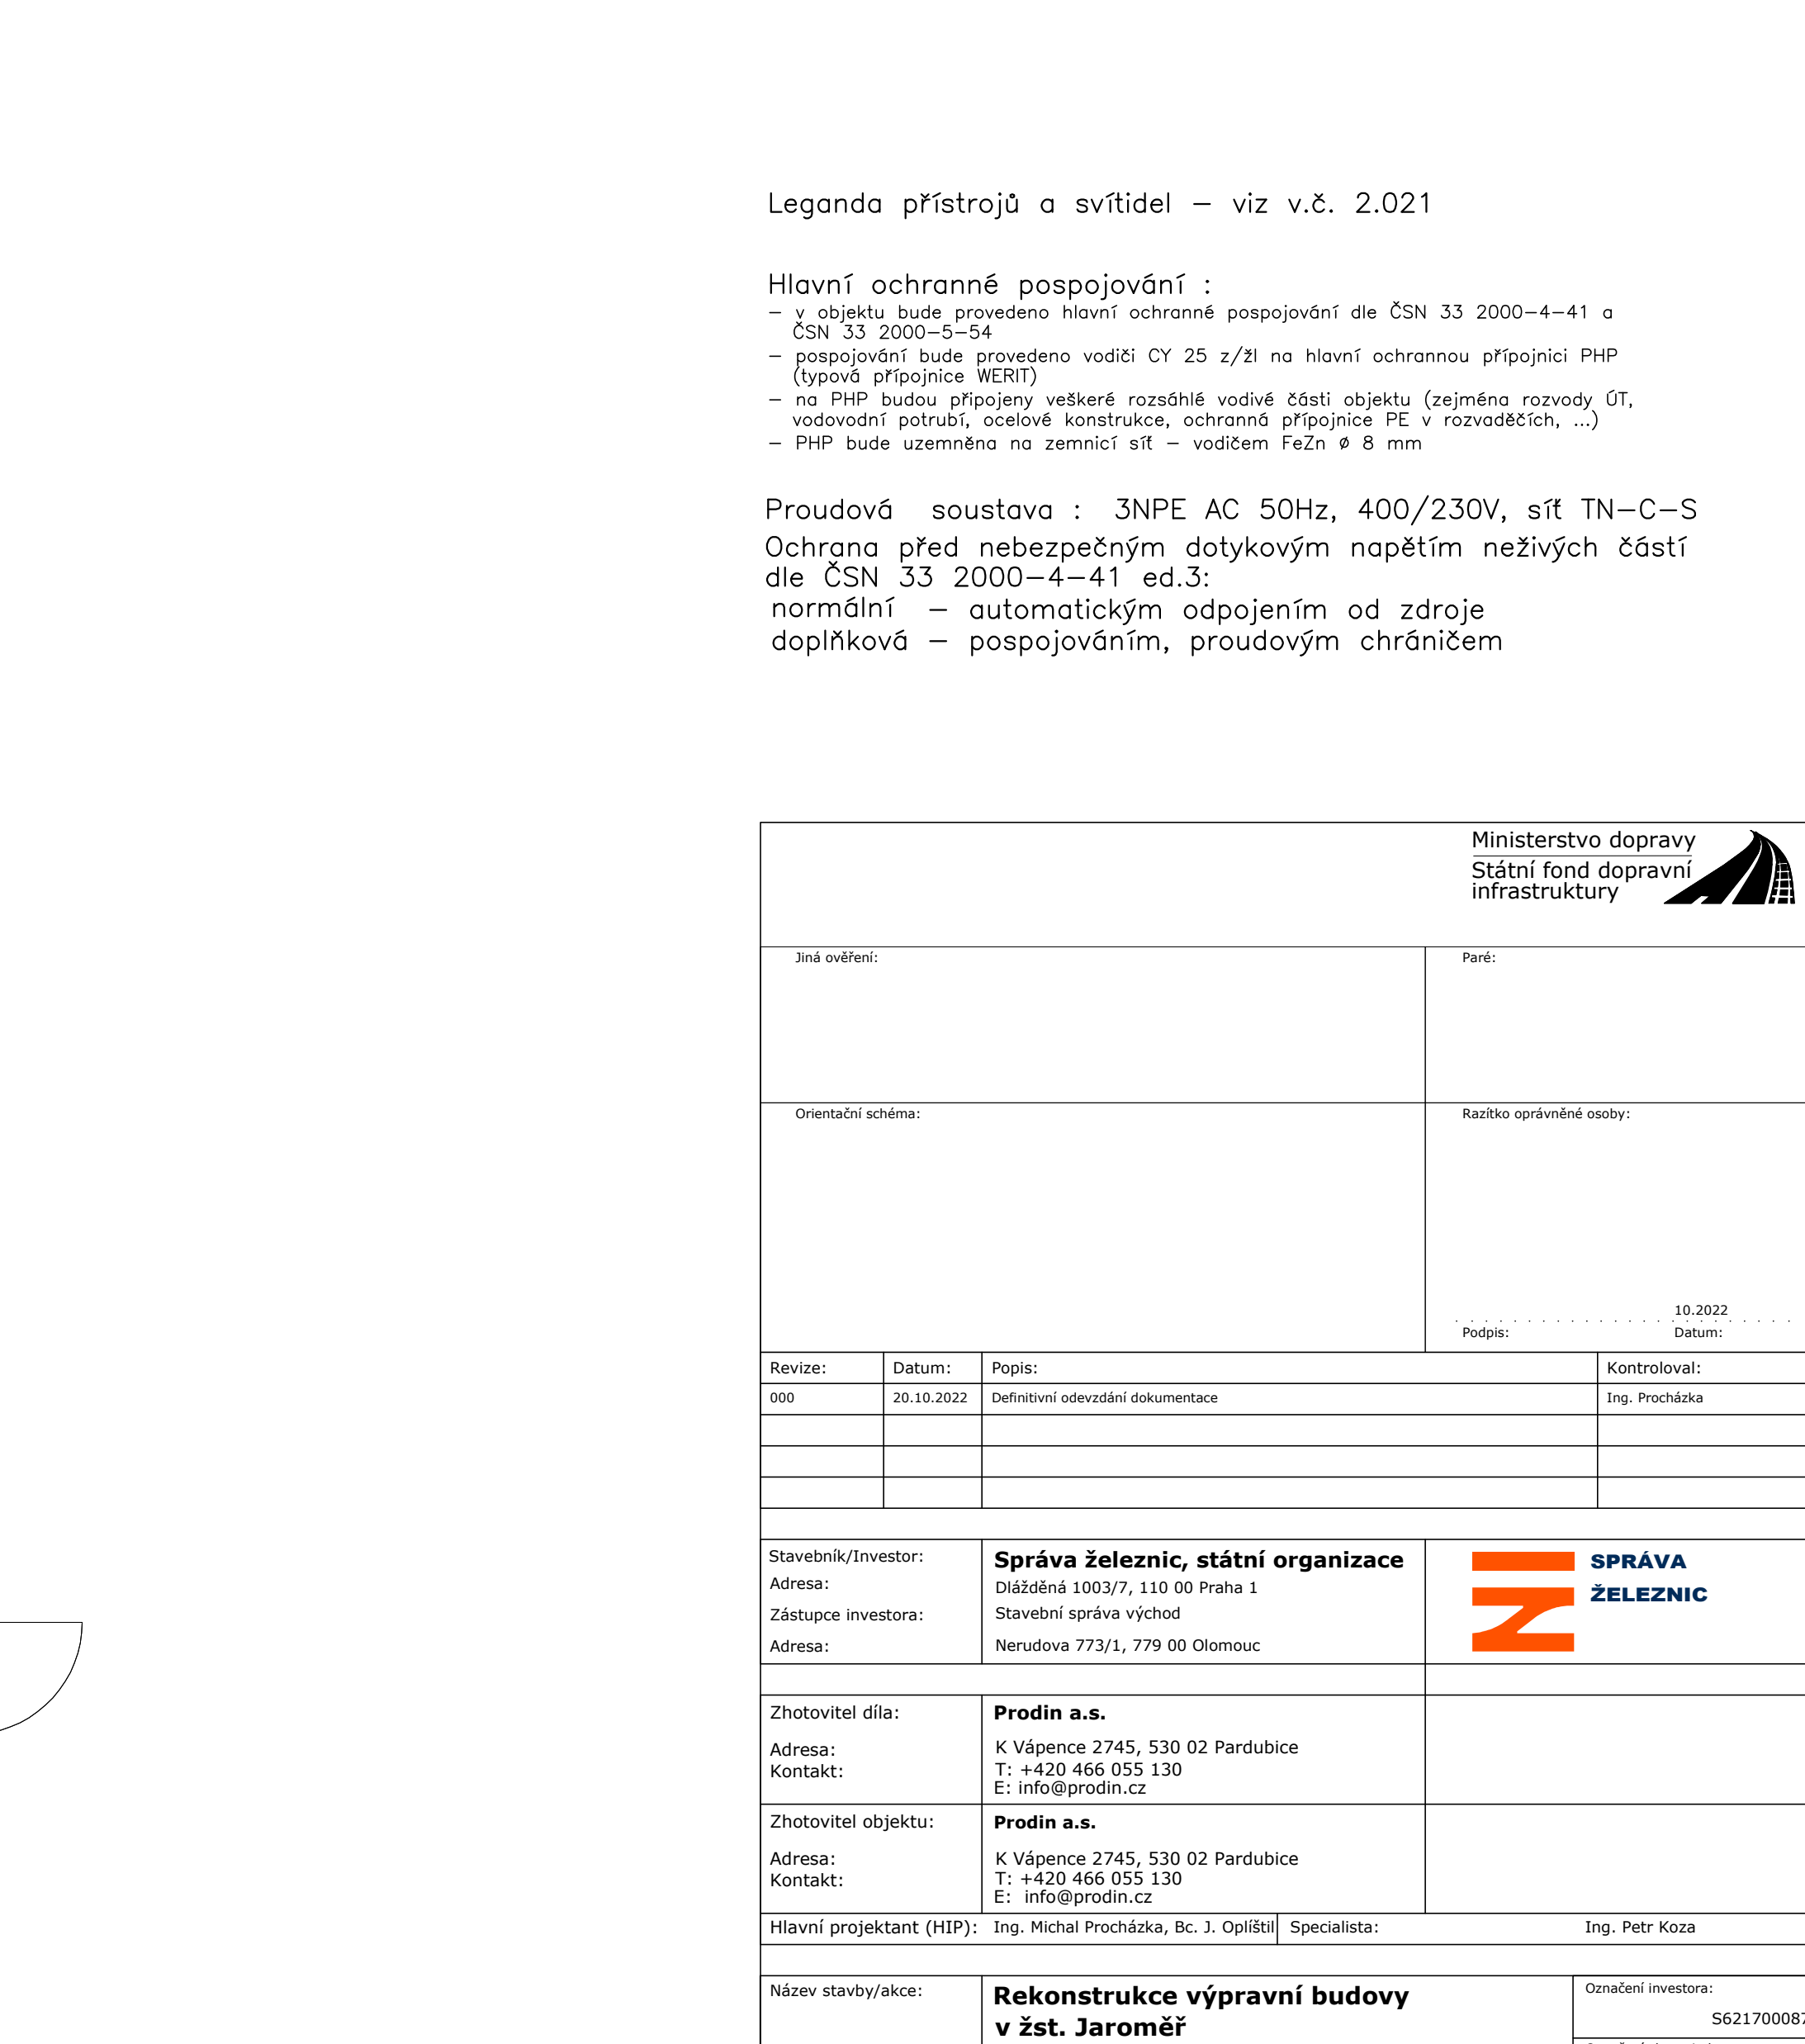 Leganda přístrojů a svítidel – viz v.č. 2.021
Hlavní ochranné pospojování :
– v objektu bude provedeno hlavní ochranné pospojování dle ČSN 33 2000–4–41 a
ČSN 33 2000–5–54
– pospojování bude provedeno vodiči CY 25 z/žl na hlavní ochrannou přípojnici PHP
(typová přípojnice WERIT)
– na PHP budou připojeny veškeré rozsáhlé vodivé části objektu (zejména rozvody ÚT,
vodovodní potrubí, ocelové konstrukce, ochranná přípojnice PE v rozvaděčích, ...)
– PHP bude uzemněna na zemnicí síť – vodičem FeZn ø 8 mm
Proudová soustava : 3NPE AC 50Hz, 400/230V, síť TN–C–S
Ochrana před nebezpečným dotykovým napětím neživých částí
dle ČSN 33 2000–4–41 ed.3:
normální – automatickým odpojením od zdroje
doplňková – pospojováním, proudovým chráničem
Ministerstvo dopravy
Státní fond dopravní
infrastruktury
Jiná ověření: Paré:
Orientační schéma: Razítko oprávněné osoby:
10.2022
Podpis: Datum:
Revize: Datum: Popis: Kontroloval:
000 20.10.2022 Definitivní odevzdání dokumentace Ing. Procházka
Stavebník/Investor: Správa železnic, státní organizace
Adresa: Dlážděná 1003/7, 110 00 Praha 1
Zástupce investora: Stavební správa východ
Adresa: Nerudova 773/1, 779 00 Olomouc
SPRÁVA
ŽELEZNIC
Zhotovitel díla: Prodin a.s.
Adresa: K Vápence 2745, 530 02 Pardubice
Kontakt: T: +420 466 055 130
E: info@prodin.cz
Zhotovitel objektu: Prodin a.s.
Adresa: K Vápence 2745, 530 02 Pardubice
Kontakt: T: +420 466 055 130
E: info@prodin.cz
Hlavní projektant (HIP): Ing. Michal Procházka, Bc. J. Oplíštil Specialista: Ing. Petr Koza
Název stavby/akce: Rekonstrukce výpravní budovy
v žst. Jaroměř
Označení investora: